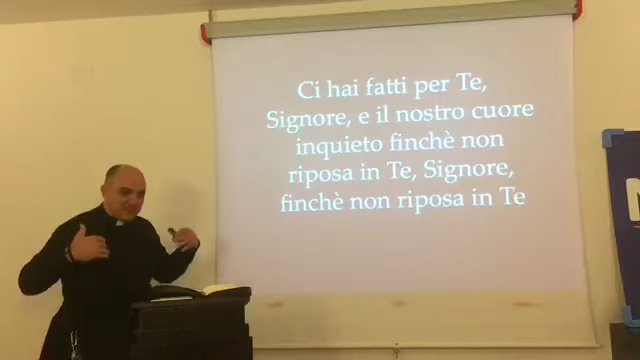 Ci hai fatti per Te,
Signore, e il nostro cuore
inquieto finchè non
riposa in Te, Signore,
finchè non riposa in Te